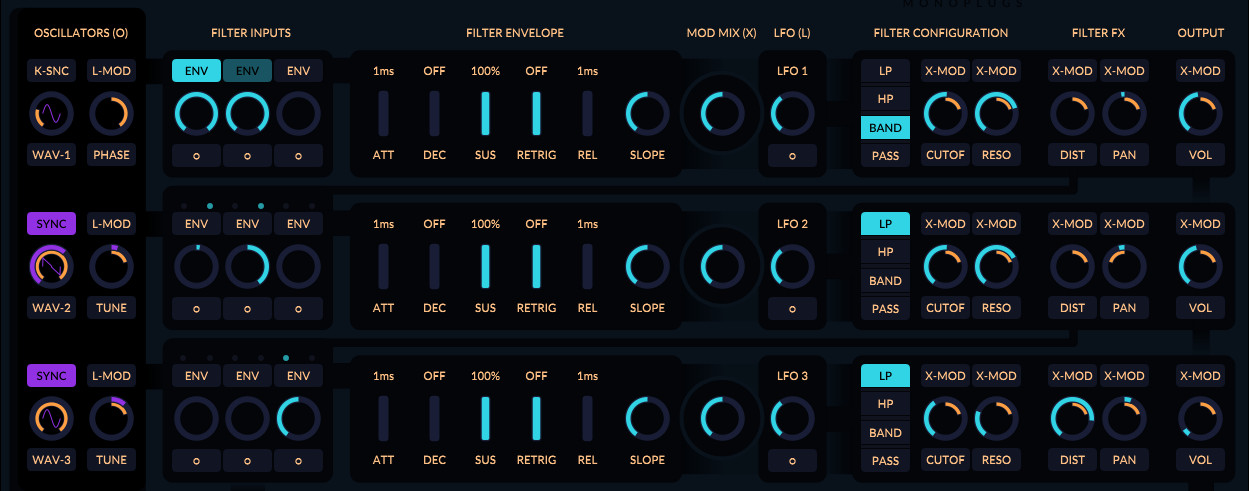 MONOPLUGS
OSCILLATORS (O) FILTER INPUTS FILTER ENVELOPE MOD MIX (X) LFO (L) FILTER CONFIGURATION FILTER FX OUTPUT
K-SNC L-MOD ENV ENV ENV 1ms OFF 100% OFF 1ms LFO 1 LP X-MOD X-MOD X-MOD X-MOD X-MOD
HP
BAND
WAV-1 PHASE O O O ATT DEC SUS RETRIG REL SLOPE O PASS CUTOF RESO DIST PAN VOL
SYNC L-MOD ENV ENV ENV 1ms OFF 100% OFF 1ms LFO 2 LP X-MOD X-MOD X-MOD X-MOD X-MOD
HP
BAND
WAV-2 TUNE O O O ATT DEC SUS RETRIG REL SLOPE O PASS CUTOF RESO DIST PAN VOL
SYNC L-MOD ENV ENV ENV 1ms OFF 100% OFF 1ms LFO 3 LP X-MOD X-MOD X-MOD X-MOD X-MOD
HP
BAND
WAV-3 TUNE O O O ATT DEC SUS RETRIG REL SLOPE O PASS CUTOF RESO DIST PAN VOL